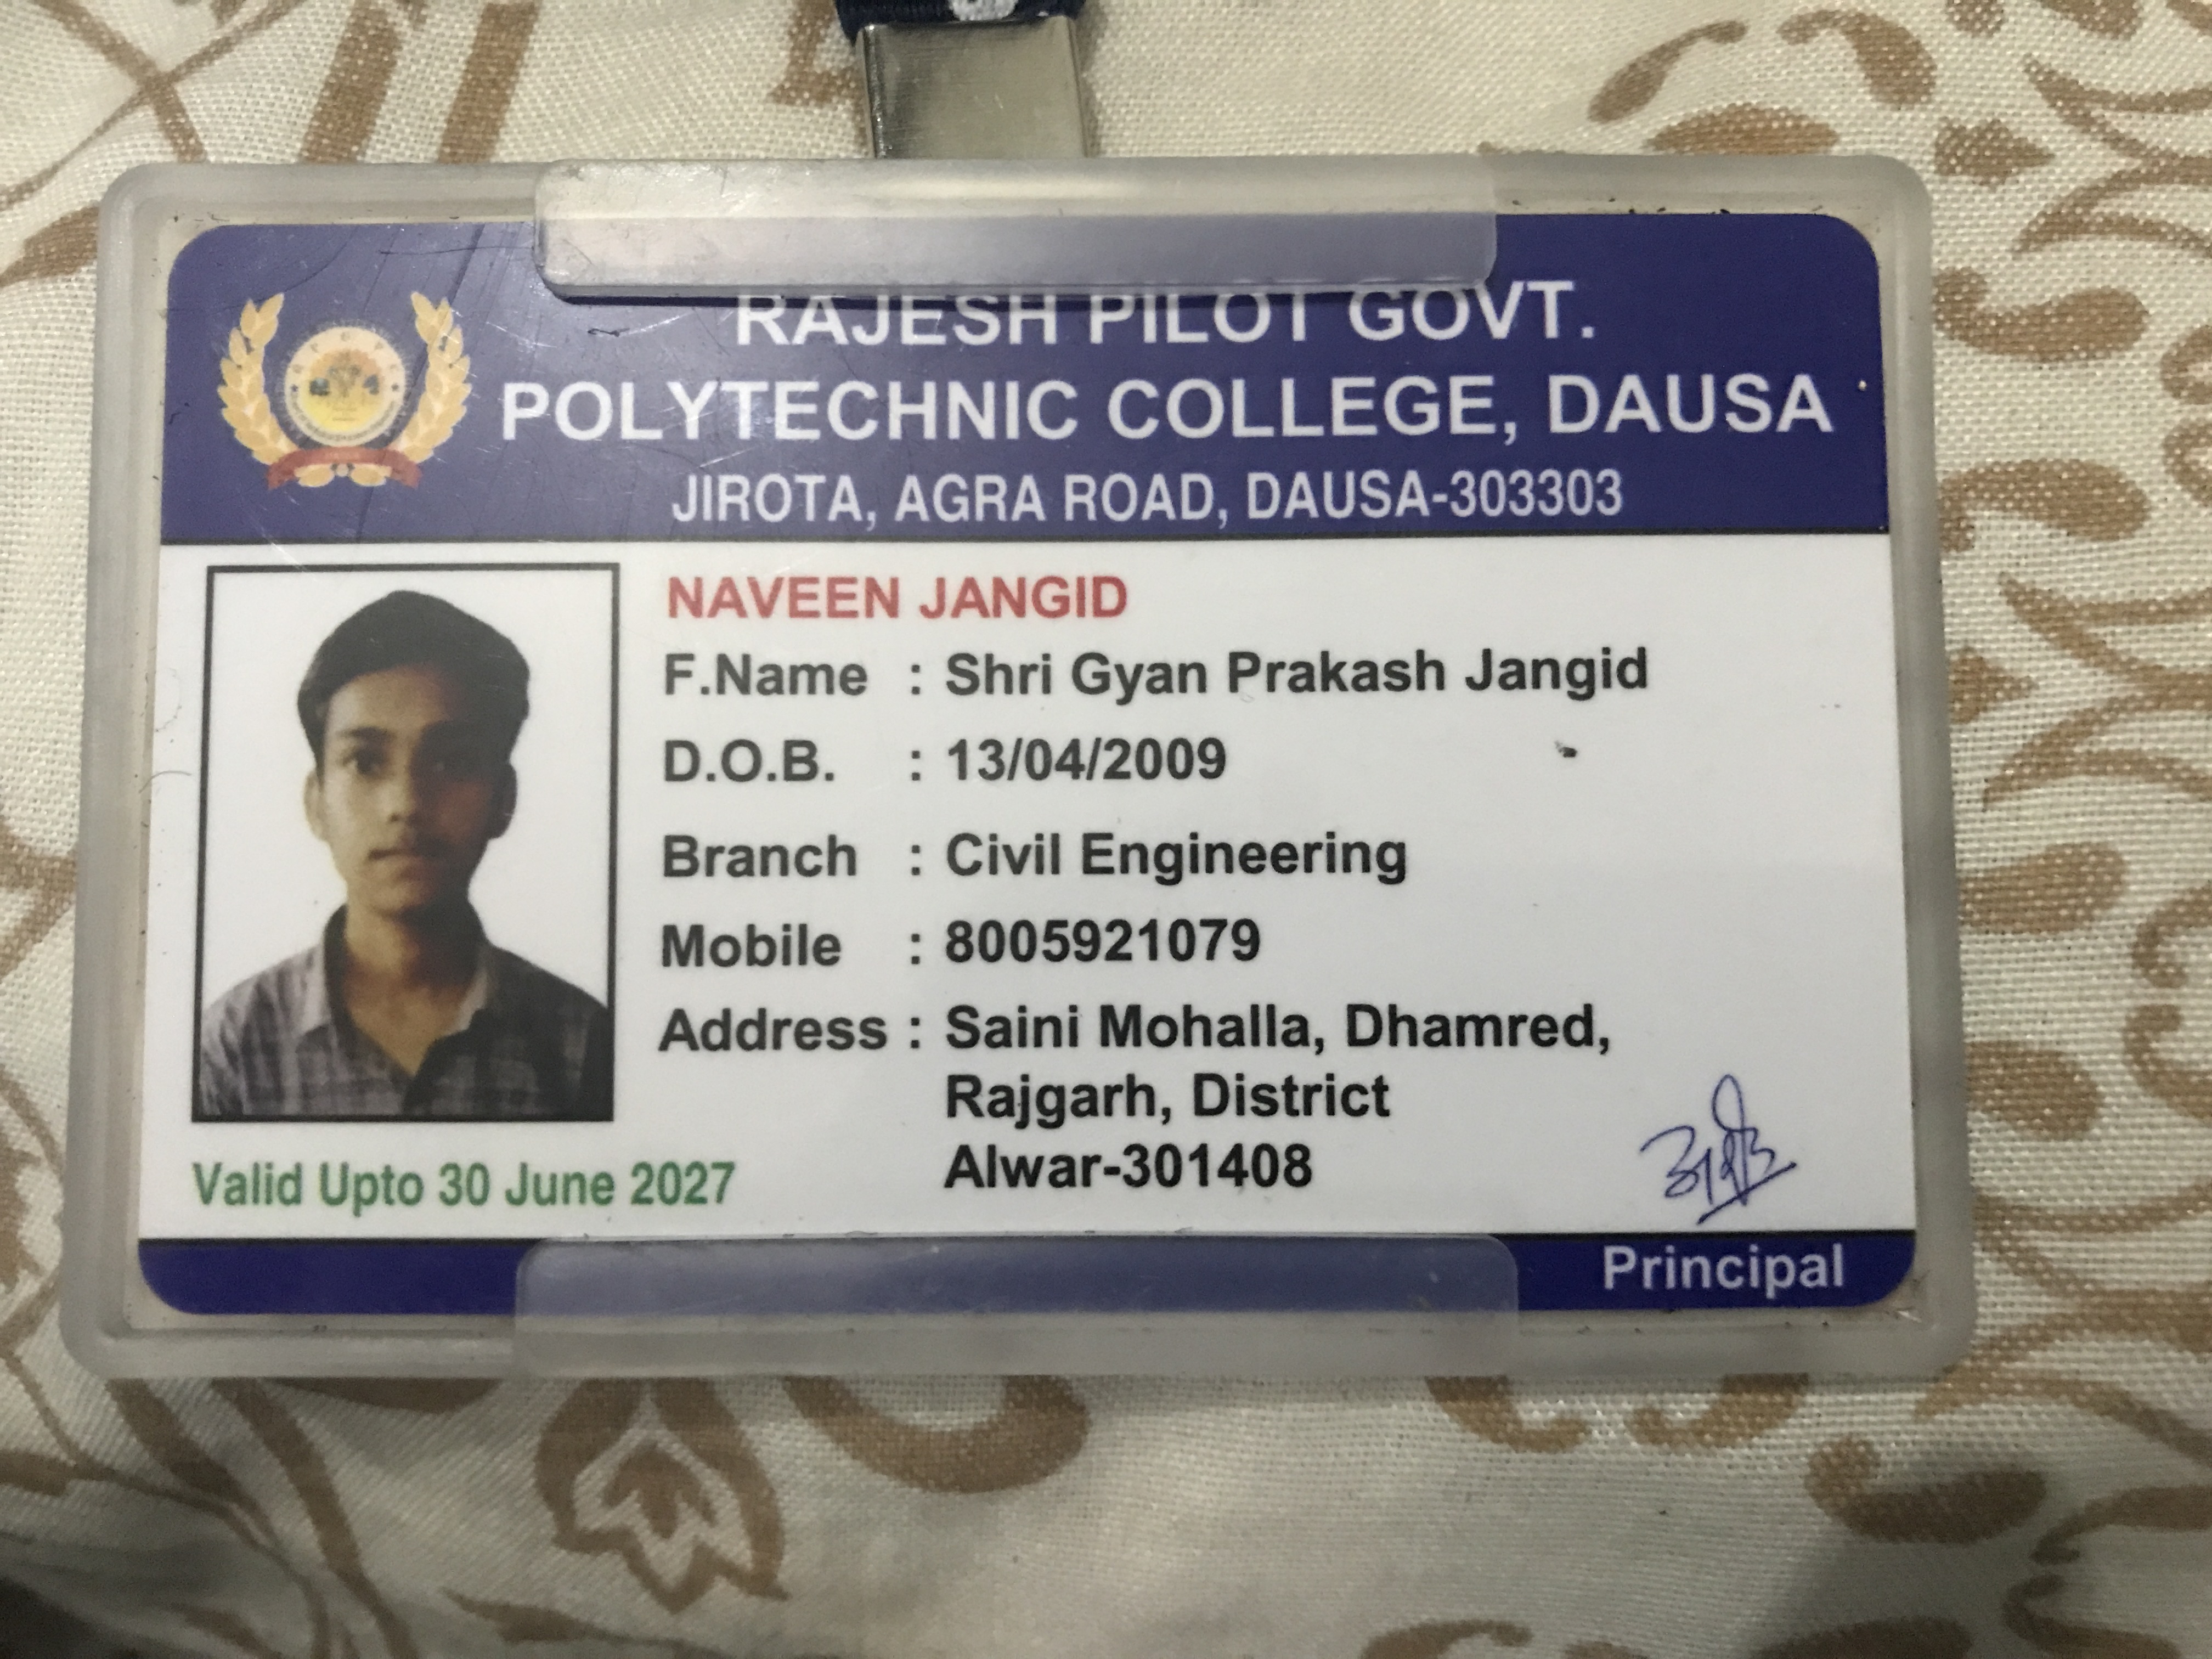 RAJESH PILOT GOVT.
POLYTECHNIC COLLEGE, DAUSA
JIROTA, AGRA ROAD, DAUSA-303303
NAVEEN JANGID
F.Name : Shri Gyan Prakash Jangid
D.O.B. : 13/04/2009
Branch : Civil Engineering
Mobile : 8005921079
Address : Saini Mohalla, Dhamred,
Rajgarh, District
Alwar-301408
Valid Upto 30 June 2027
Principal